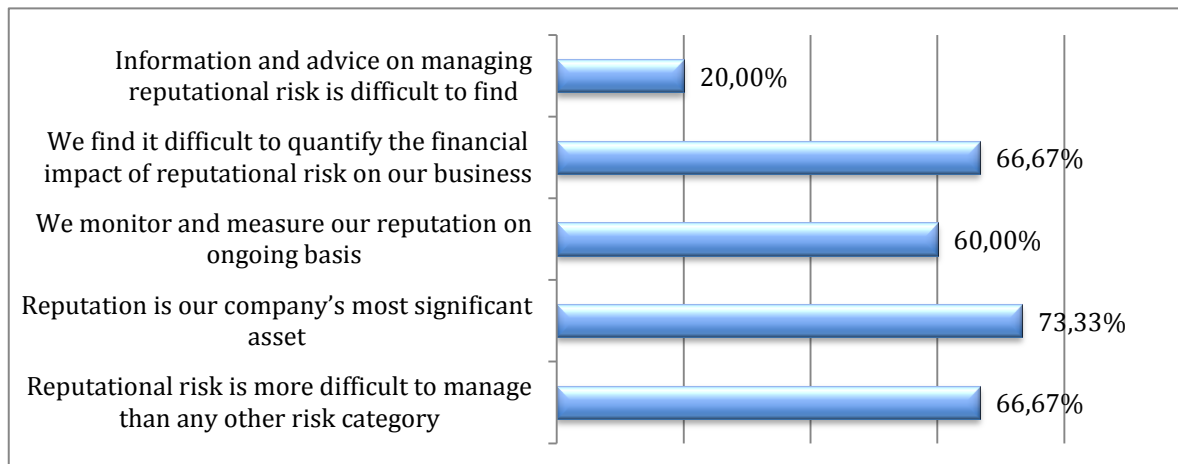 Information and advice on managing
reputational risk is difficult to find
20,00%
We find it difficult to quantify the financial
impact of reputational risk on our business
66,67%
We monitor and measure our reputation on
ongoing basis
60,00%
Reputation is our company’s most significant
asset
73,33%
Reputational risk is more difficult to manage
than any other risk category
66,67%